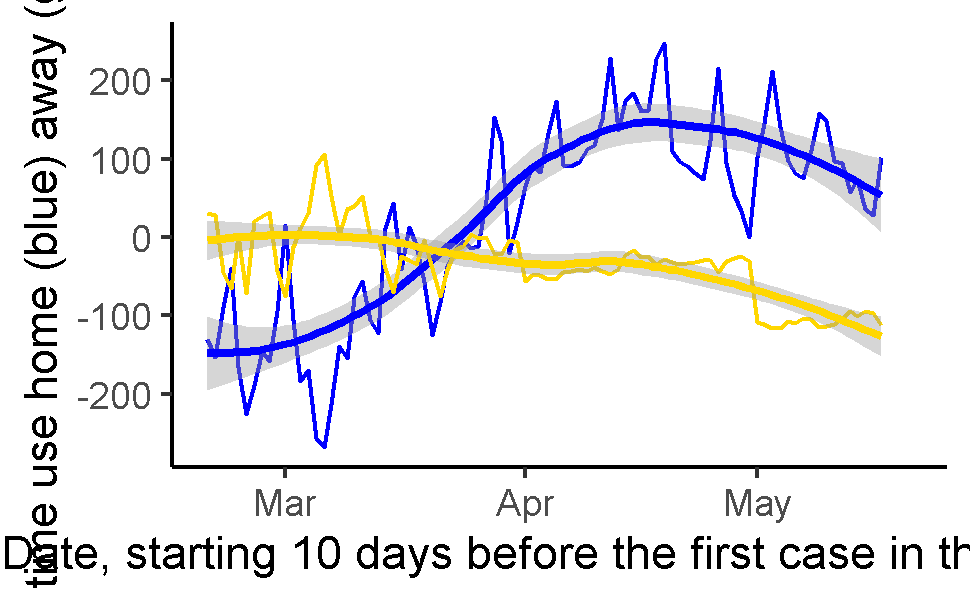 time use home (blue) away (
200
100
0
-100
-200
Mar Apr May
Date, starting 10 days before the first case in th